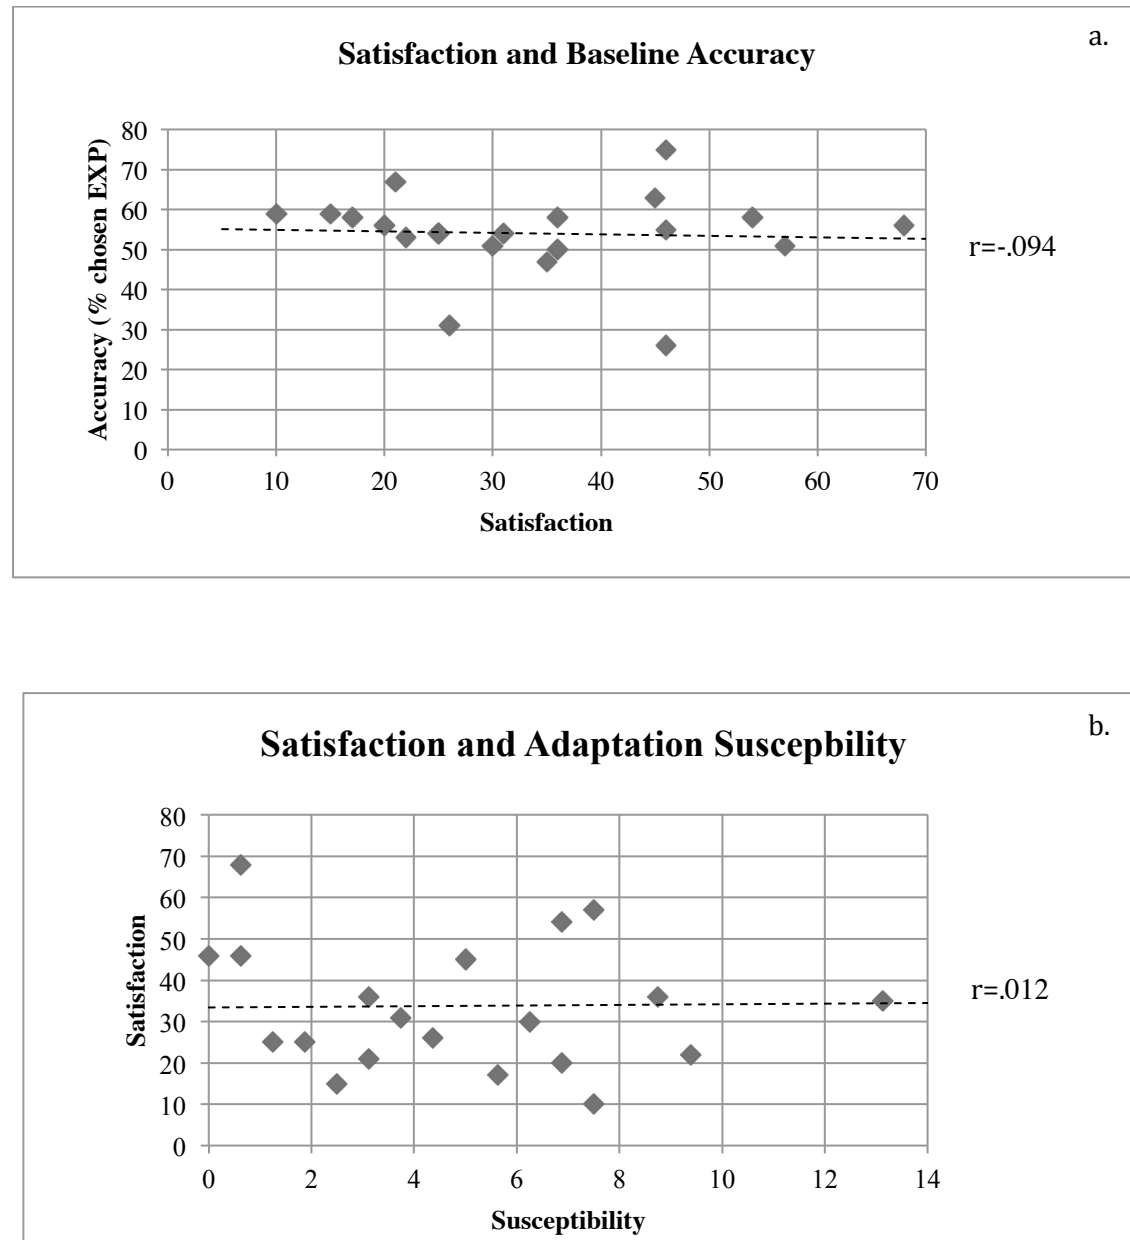 a.
Satisfaction and Baseline Accuracy
Accuracy (% chosen EXP)
80
70
60
50
40
30
20
10
0
0 10 20 30 40 50 60 70
Satisfaction
r=-.094
b.
Satisfaction and Adaptation Suscepbility
Satisfaction
80
70
60
50
40
30
20
10
0
0 2 4 6 8 10 12 14
Susceptibility
r=.012